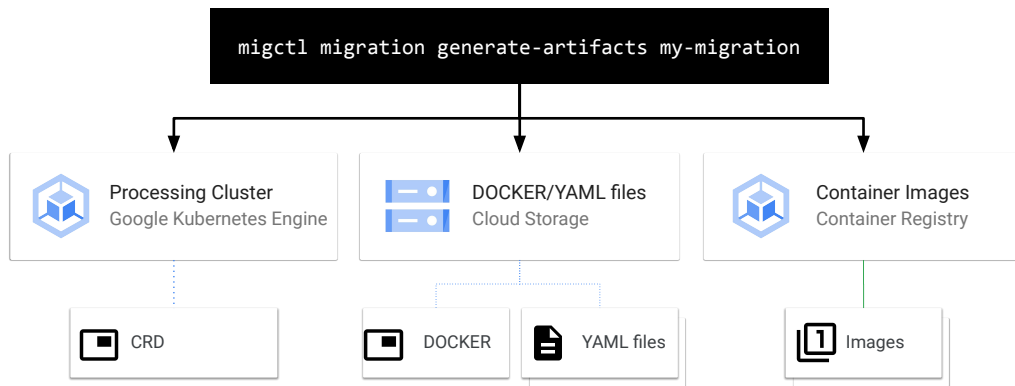 migctl migration generate-artifacts my-migration
Processing Cluster
Google Kubernetes Engine
DOCKER/YAML files
Cloud Storage
Container Images
Container Registry
CRD
DOCKER
YAML files
1
Images